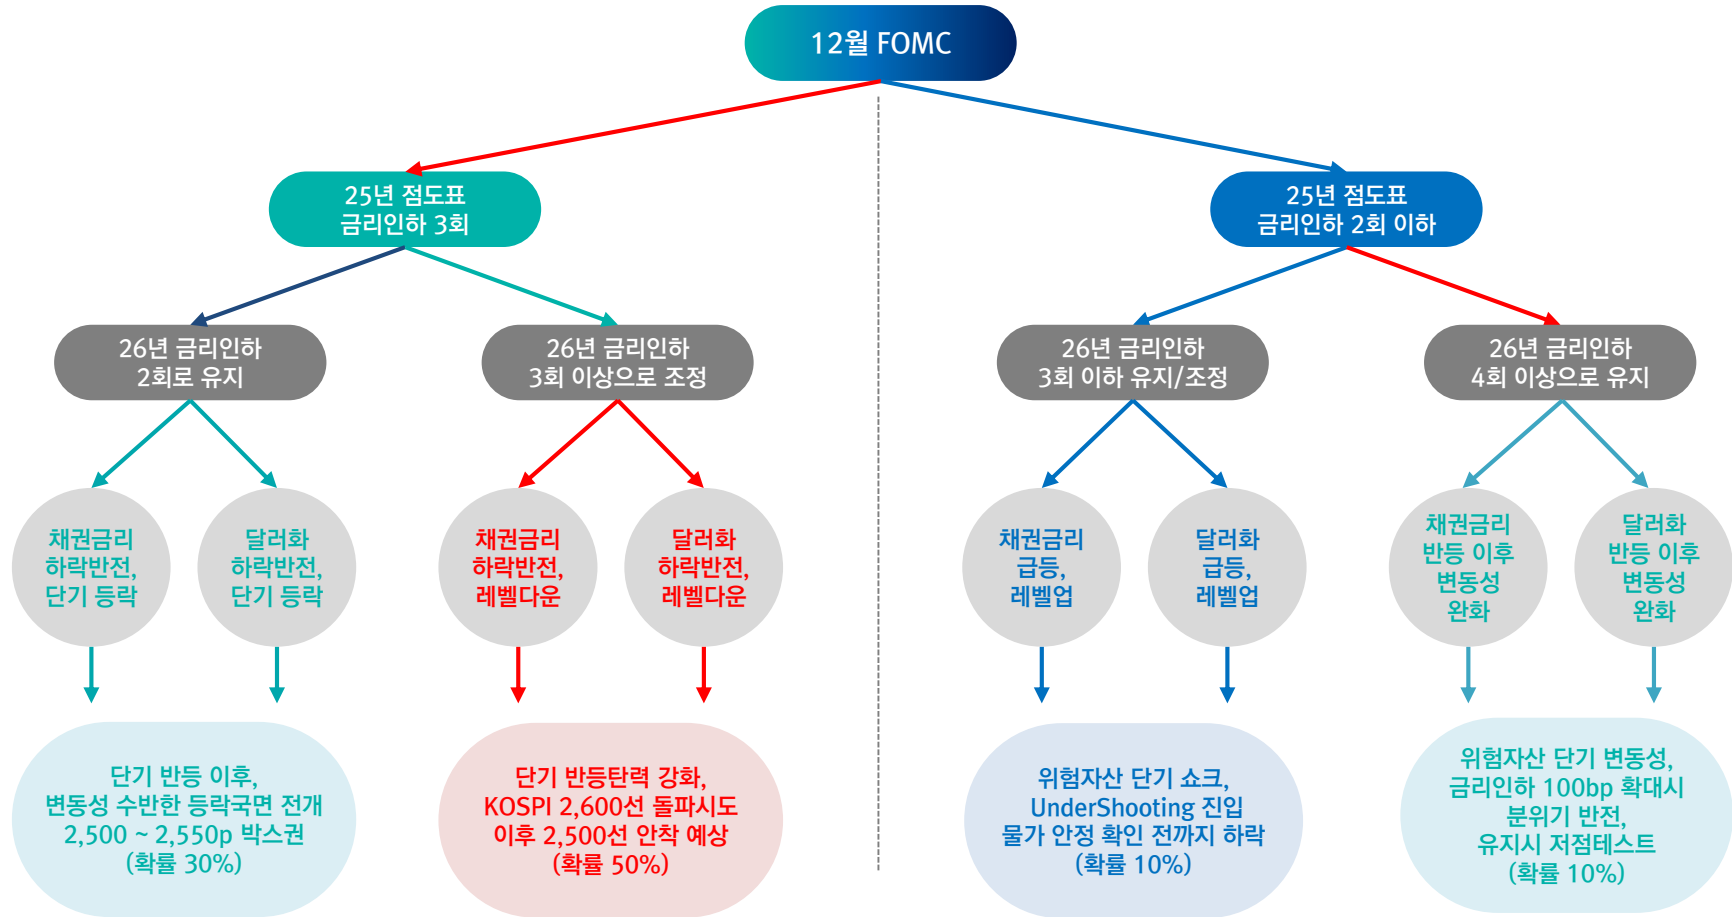 12월 FOMC
25년 점도표
금리인하 3회
25년 점도표
금리인하 2회 이하
26년 금리인하
2회로 유지
26년 금리인하
3회 이상으로 조정
26년 금리인하
3회 이하 유지/조정
26년 금리인하
4회 이상으로 유지
채권금리
하락반전,
단기 등락
달러화
하락반전,
단기 등락
채권금리
하락반전,
레벨다운
달러화
하락반전,
레벨다운
채권금리
급등,
레벨업
달러화
급등,
레벨업
채권금리
반등 이후
변동성
완화
달러화
반등 이후
변동성
완화
단기 반등 이후,
변동성 수반한 등락국면 전개
2,500 ~ 2,550p 박스권
(확률 30%)
단기 반등탄력 강화,
KOSPI 2,600선 돌파시도
이후 2,500선 안착 예상
(확률 50%)
위험자산 단기 쇼크,
UnderShooting 진입
물가 안정 확인 전까지 하락
(확률 10%)
위험자산 단기 변동성,
금리인하 100bp 확대시
분위기 반전,
유지시 저점테스트
(확률 10%)